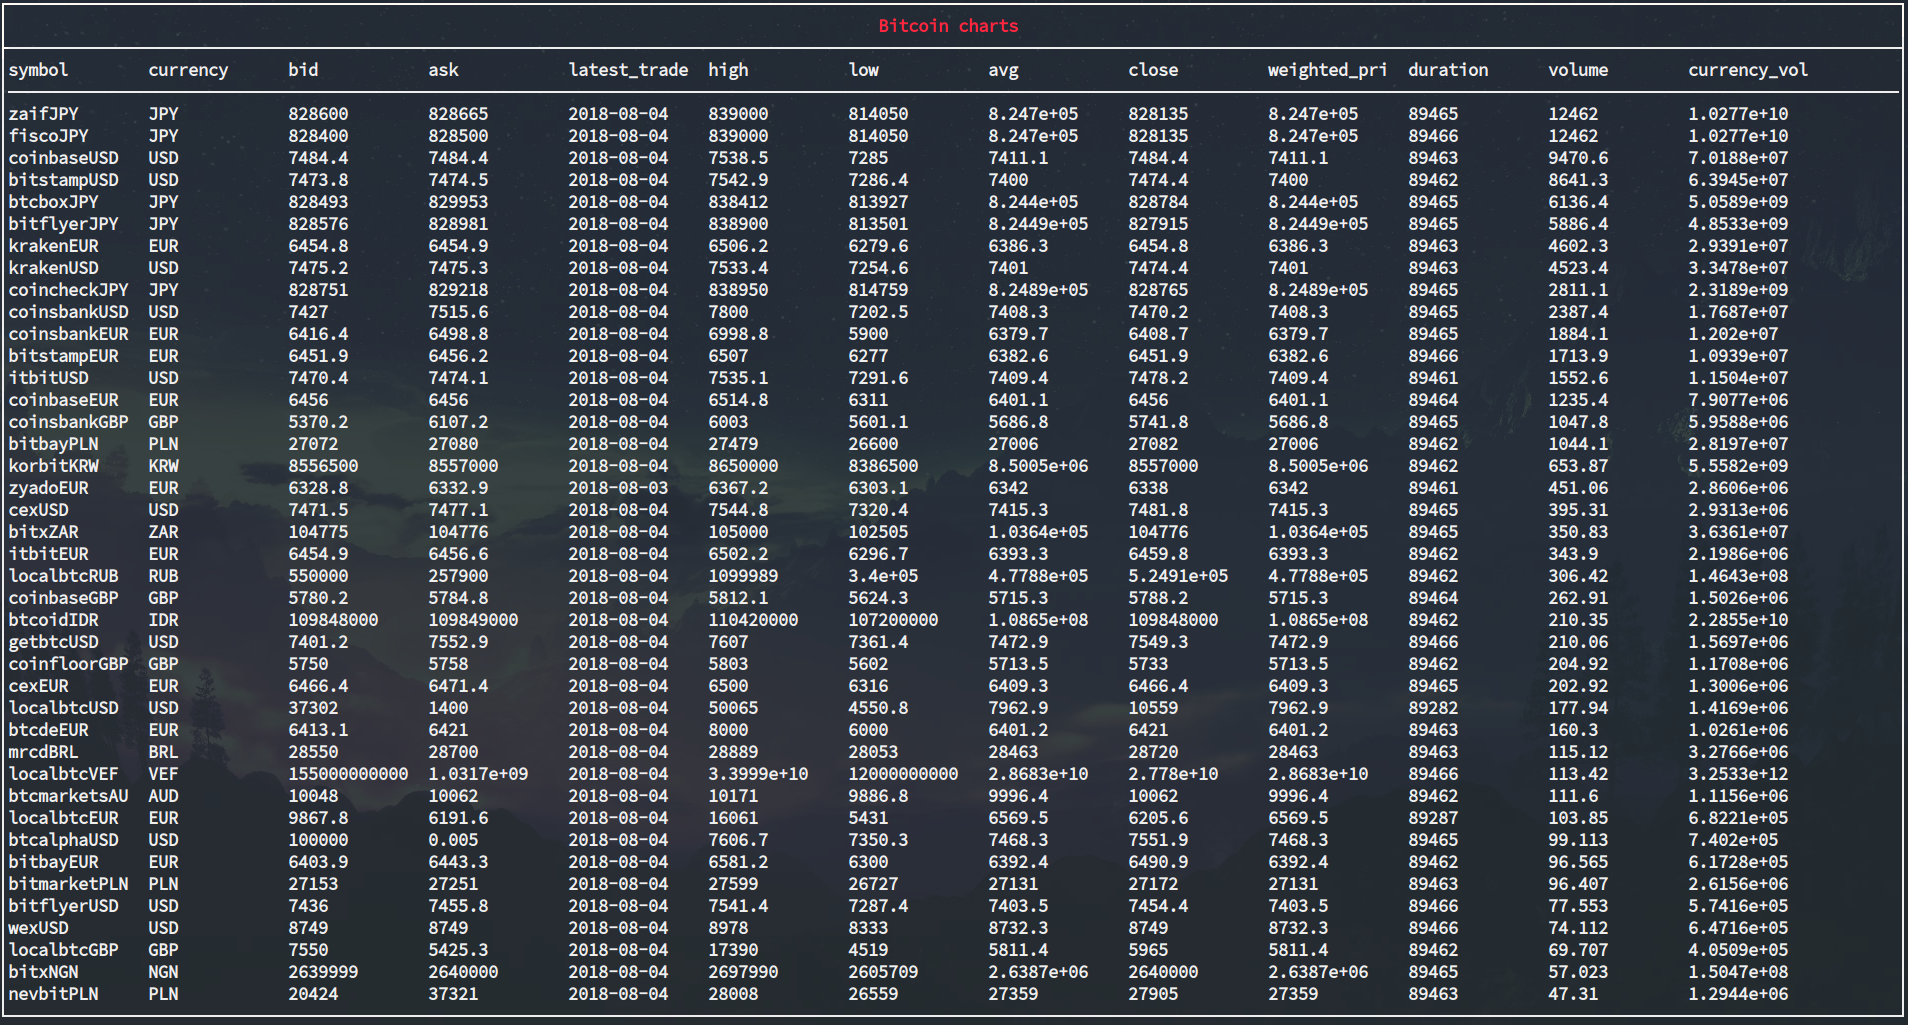 Bitcoin charts
symbol currency bid ask latest_trade high low avg close weighted_pri duration volume currency_vol
zaifJPY JPY 828600 828665 2018-08-04 839000 814050 8.247e+05 828135 8.247e+05 89465 12462 1.0277e+10
fiscoJPY JPY 828400 828500 2018-08-04 839000 814050 8.247e+05 828135 8.247e+05 89466 12462 1.0277e+10
coinbaseUSD USD 7484.4 7484.4 2018-08-04 7538.5 7285 7411.1 7484.4 7411.1 89463 9470.6 7.0188e+07
bitstampUSD USD 7473.8 7474.5 2018-08-04 7542.9 7286.4 7400 7474.4 7400 89462 8641.3 6.3945e+07
btcboxJPY JPY 828493 829953 2018-08-04 838412 813927 8.244e+05 828784 8.244e+05 89465 6136.4 5.0589e+09
bitflyerJPY JPY 828576 828981 2018-08-04 838900 813501 8.2449e+05 827915 8.2449e+05 89465 5886.4 4.8533e+09
krakenEUR EUR 6454.8 6454.9 2018-08-04 6506.2 6279.6 6386.3 6454.8 6386.3 89463 4602.3 2.9391e+07
krakenUSD USD 7475.2 7475.3 2018-08-04 7533.4 7254.6 7401 7474.4 7401 89463 4523.4 3.3478e+07
coincheckJPY JPY 828751 829218 2018-08-04 838950 814759 8.2489e+05 828765 8.2489e+05 89465 2811.1 2.3189e+09
coinsbankUSD USD 7427 7515.6 2018-08-04 7800 7202.5 7408.3 7470.2 7408.3 89465 2387.4 1.7687e+07
coinsbankEUR EUR 6416.4 6498.8 2018-08-04 6998.8 5900 6379.7 6408.7 6379.7 89465 1884.1 1.202e+07
bitstampEUR EUR 6451.9 6456.2 2018-08-04 6507 6277 6382.6 6451.9 6382.6 89466 1713.9 1.0939e+07
itbitUSD USD 7470.4 7474.1 2018-08-04 7535.1 7291.6 7409.4 7478.2 7409.4 89461 1552.6 1.1504e+07
coinbaseEUR EUR 6456 6456 2018-08-04 6514.8 6311 6401.1 6456 6401.1 89464 1235.4 7.9077e+06
coinsbankGBP GBP 5370.2 6107.2 2018-08-04 6003 5601.1 5686.8 5741.8 5686.8 89465 1047.8 5.9588e+06
bitbayPLN PLN 27072 27080 2018-08-04 27479 26600 27006 27082 27006 89462 1044.1 2.8197e+07
korbitKRW KRW 8556500 8557000 2018-08-04 8650000 8386500 8.5005e+06 8557000 8.5005e+06 89462 653.87 5.5582e+09
zyadoEUR EUR 6328.8 6332.9 2018-08-03 6367.2 6303.1 6342 6338 6342 89461 451.06 2.8606e+06
cexUSD USD 7471.5 7477.1 2018-08-04 7544.8 7320.4 7415.3 7481.8 7415.3 89465 395.31 2.9313e+06
bitxZAR ZAR 104775 104776 2018-08-04 105000 102505 1.0364e+05 104776 1.0364e+05 89465 350.83 3.6361e+07
itbitEUR EUR 6454.9 6456.6 2018-08-04 6502.2 6296.7 6393.3 6459.8 6393.3 89462 343.9 2.1986e+06
localbtcRUB RUB 550000 257900 2018-08-04 1099989 3.4e+05 4.7788e+05 5.2491e+05 4.7788e+05 89462 306.42 1.4643e+08
coinbaseGBP GBP 5780.2 5784.8 2018-08-04 5812.1 5624.3 5715.3 5788.2 5715.3 89464 262.91 1.5026e+06
btcoidIDR IDR 109848000 109849000 2018-08-04 110420000 107200000 1.0865e+08 109848000 1.0865e+08 89462 210.35 2.2855e+10
getbtcUSD USD 7401.2 7552.9 2018-08-04 7607 7361.4 7472.9 7549.3 7472.9 89466 210.06 1.5697e+06
coinfloorGBP GBP 5750 5758 2018-08-04 5803 5602 5713.5 5733 5713.5 89462 204.92 1.1708e+06
cexEUR EUR 6466.4 6471.4 2018-08-04 6500 6316 6409.3 6466.4 6409.3 89465 202.92 1.3006e+06
localbtcUSD USD 37302 1400 2018-08-04 50065 4550.8 7962.9 10559 7962.9 89282 177.94 1.4169e+06
btcdeEUR EUR 6413.1 6421 2018-08-04 8000 6000 6401.2 6421 6401.2 89463 160.3 1.0261e+06
mrcdBRL BRL 28550 28700 2018-08-04 28889 28053 28463 28720 28463 89463 115.12 3.2766e+06
localbtcVEF VEF 155000000000 1.0317e+09 2018-08-04 3.3999e+10 12000000000 2.8683e+10 2.778e+10 2.8683e+10 89466 113.42 3.2533e+12
btcmarketsAU AUD 10048 10062 2018-08-04 10171 9886.8 9996.4 10062 9996.4 89462 111.6 1.1156e+06
localbtcEUR EUR 9867.8 6191.6 2018-08-04 16061 5431 6569.5 6205.6 6569.5 89287 103.85 6.8221e+05
btcalphaUSD USD 100000 0.005 2018-08-04 7606.7 7350.3 7468.3 7551.9 7468.3 89465 99.113 7.402e+05
bitbayEUR EUR 6403.9 6443.3 2018-08-04 6581.2 6300 6392.4 6490.9 6392.4 89462 96.565 6.1728e+05
bitmarketPLN PLN 27153 27251 2018-08-04 27599 26727 27131 27172 27131 89463 96.407 2.6156e+06
bitflyerUSD USD 7436 7455.8 2018-08-04 7541.4 7287.4 7403.5 7454.4 7403.5 89466 77.553 5.7416e+05
wexUSD USD 8749 8749 2018-08-04 8978 8333 8732.3 8749 8732.3 89466 74.112 6.4716e+05
localbtcGBP GBP 7550 5425.3 2018-08-04 17390 4519 5811.4 5965 5811.4 89462 69.707 4.0509e+05
bitxNGN NGN 2639999 2640000 2018-08-04 2697990 2605709 2.6387e+06 2640000 2.6387e+06 89465 57.023 1.5047e+08
nevbitPLN PLN 20424 37321 2018-08-04 28008 26559 27359 27905 27359 89463 47.31 1.2944e+06